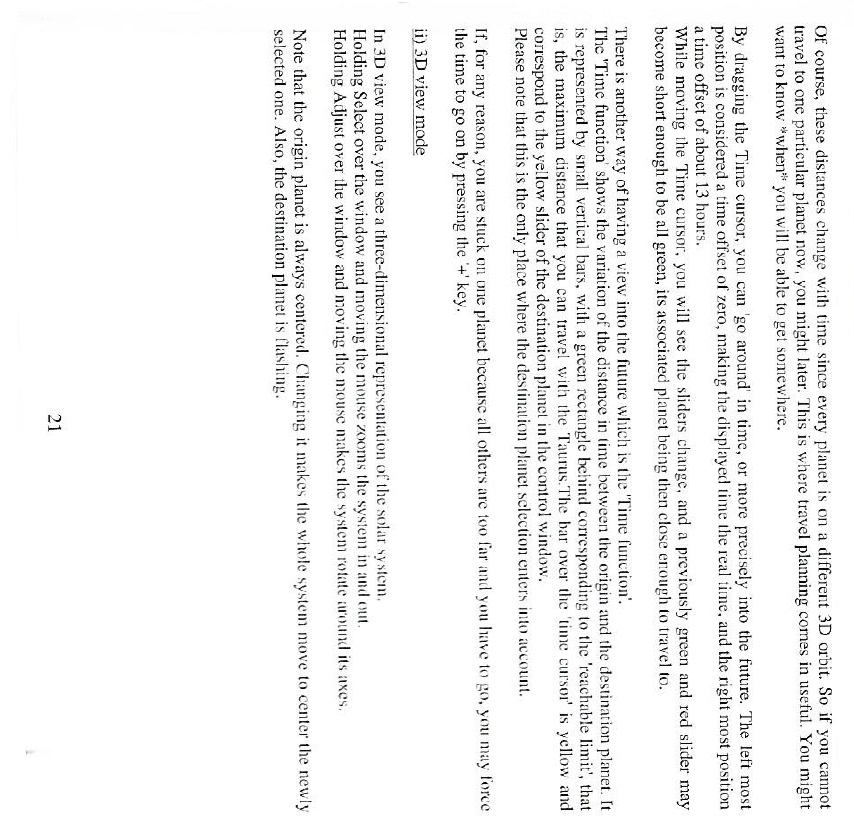 Of course, these distances change with time since every planet is on a different 3D orbit. So if you cannot
travel to one particular planet now, you might later. This is where travel planning comes in useful. You might
want to know *when* you will be able to get somewhere.
By dragging the Time cursor, you can 'go around' in time, or more precisely into the future. The left most
position is considered a time offset of zero, making the displayed time the real time, and the right most position
a time offset of about 13 hours.
While moving the Time cursor, you will see the sliders change, and a previously green and red slider may
become short enough to be all green, its associated planet being then close enough to travel to.
There is another way of having a view into the future which is the 'Time function'.
The 'Time function' shows the variation of the distance in time between the origin and the destination planet. It
is represented by small vertical bars, with a green rectangle behind corresponding to the 'reachable limit', that
is, the maximum distance that you can travel with the Taurus.The bar over the 'time cursor' is yellow and
correspond to the yellow slider of the destination planet in the control window.
Please note that this is the only place where the destination planet selection enters into account.
If, for any reason, you are stuck on one planet because all others are too far and you have to go, you may force
the time to go on by pressing the '+' key.
ii) 3D view mode
In 3D view mode, you see a three-dimensional representation of the solar system.
Holding Select over the window and moving the mouse zooms the system in and out.
Holding Adjust over the window and moving the mouse makes the system rotate around its axes.
Note that the origin planet is always centered. Changing it makes the whole system move to center the newly
selected one. Also, the destination planet is flashing.
21